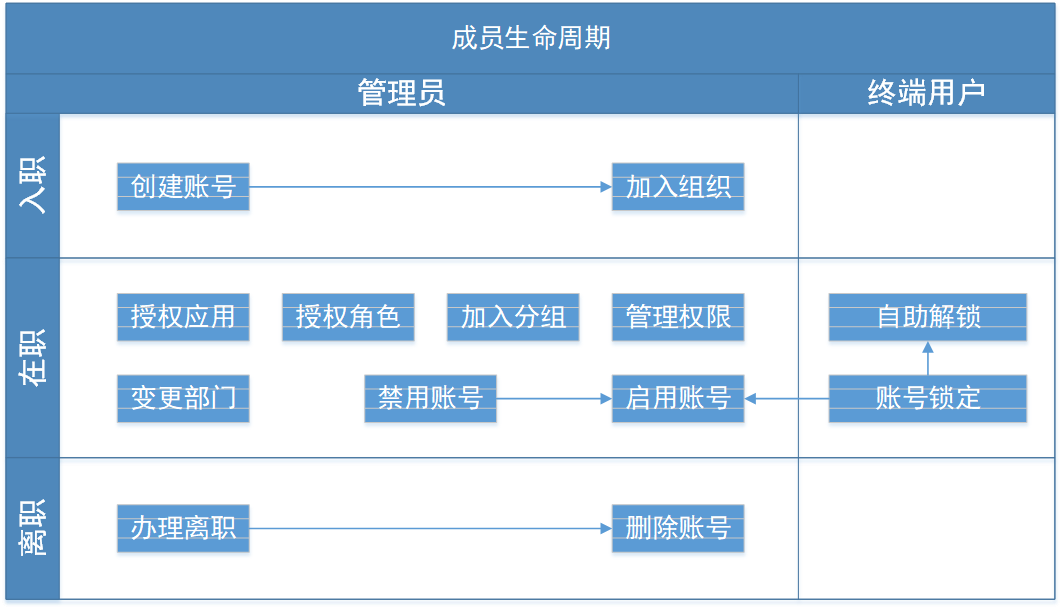 成员生命周期
管理员
终端用户
入职
创建账号
加入组织
在职
授权应用
授权角色
加入分组
管理权限
自助解锁
变更部门
禁用账号
启用账号
账号锁定
离职
办理离职
删除账号